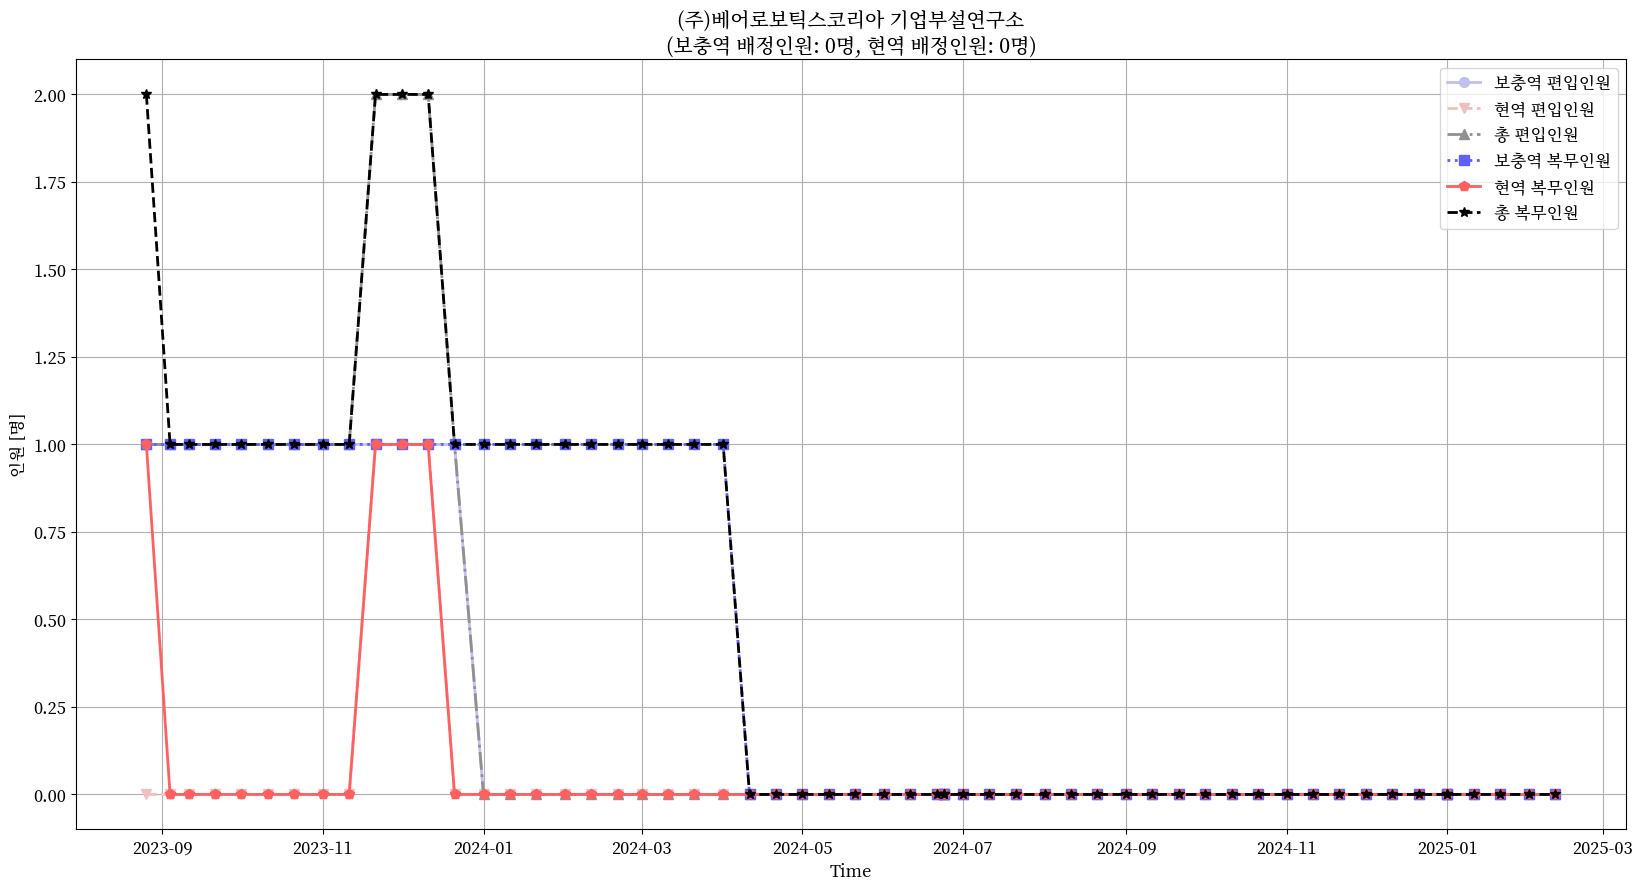 (주)베어로보틱스코리아 기업부설연구소
(보충역 배정인원: 0명, 현역 배정인원: 0명)
보충역 편입인원
현역 편입인원
총 편입인원
보충역 복무인원
현역 복무인원
총 복무인원
2.00
1.75
1.50
1.25
1.00
0.75
0.50
0.25
0.00
인원 [명]
2023-09 2023-11 2024-01 2024-03 2024-05 2024-07 2024-09 2024-11 2025-01 2025-03
Time